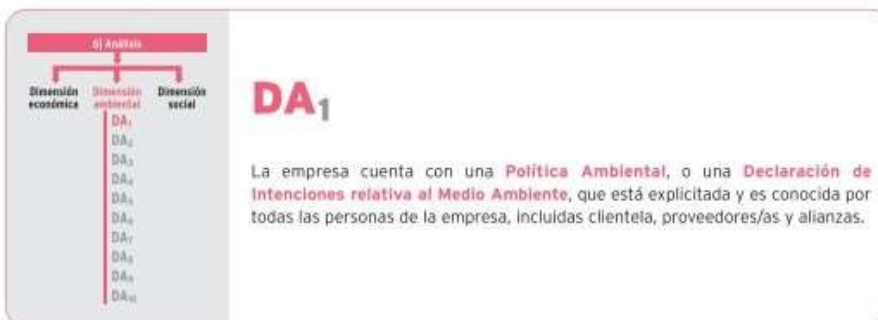 6) Análisis
Dimensión económica
Dimensión ambiental
Dimensión social
DA1
DA2
DA3
DA4
DA5
DA6
DA7
DA8
DA9
DA10
DA1
La empresa cuenta con una Política Ambiental, o una Declaración de
Intenciones relativa al Medio Ambiente, que está explicitada y es conocida por
todas las personas de la empresa, incluidas clientela, proveedores/as y alianzas.